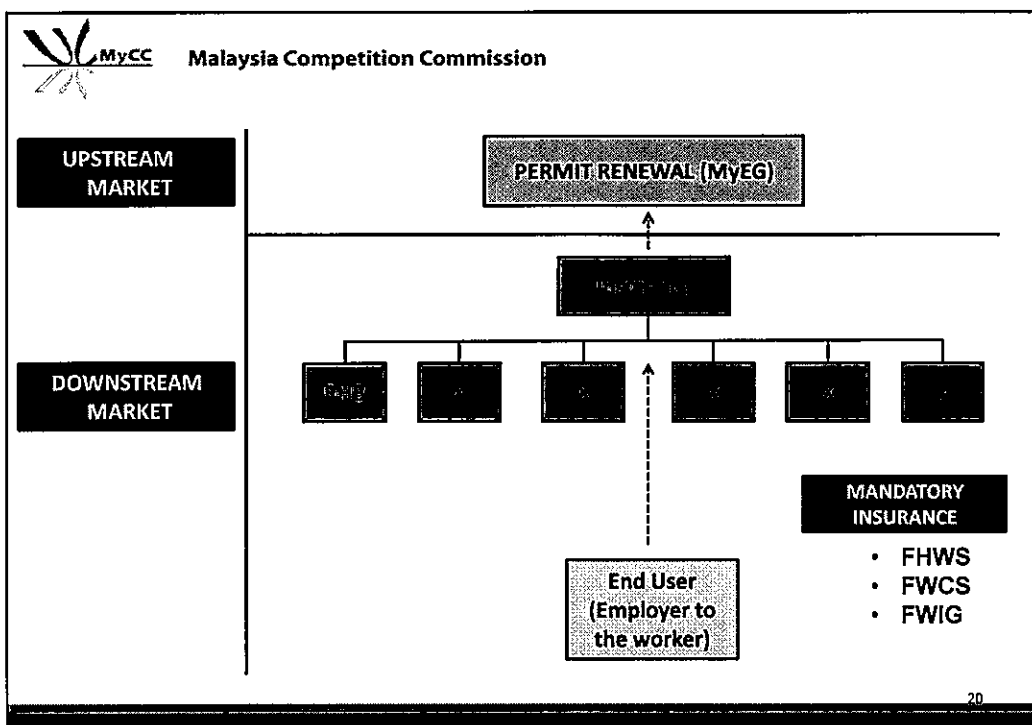 MyCC Malaysia Competition Commission
UPSTREAM
MARKET
PERMIT RENEWAL (MyEG)
DOWNSTREAM
MARKET
MANDATORY
INSURANCE
• FHWS
• FWCS
• FWIG
End User
(Employer to
the worker)
20